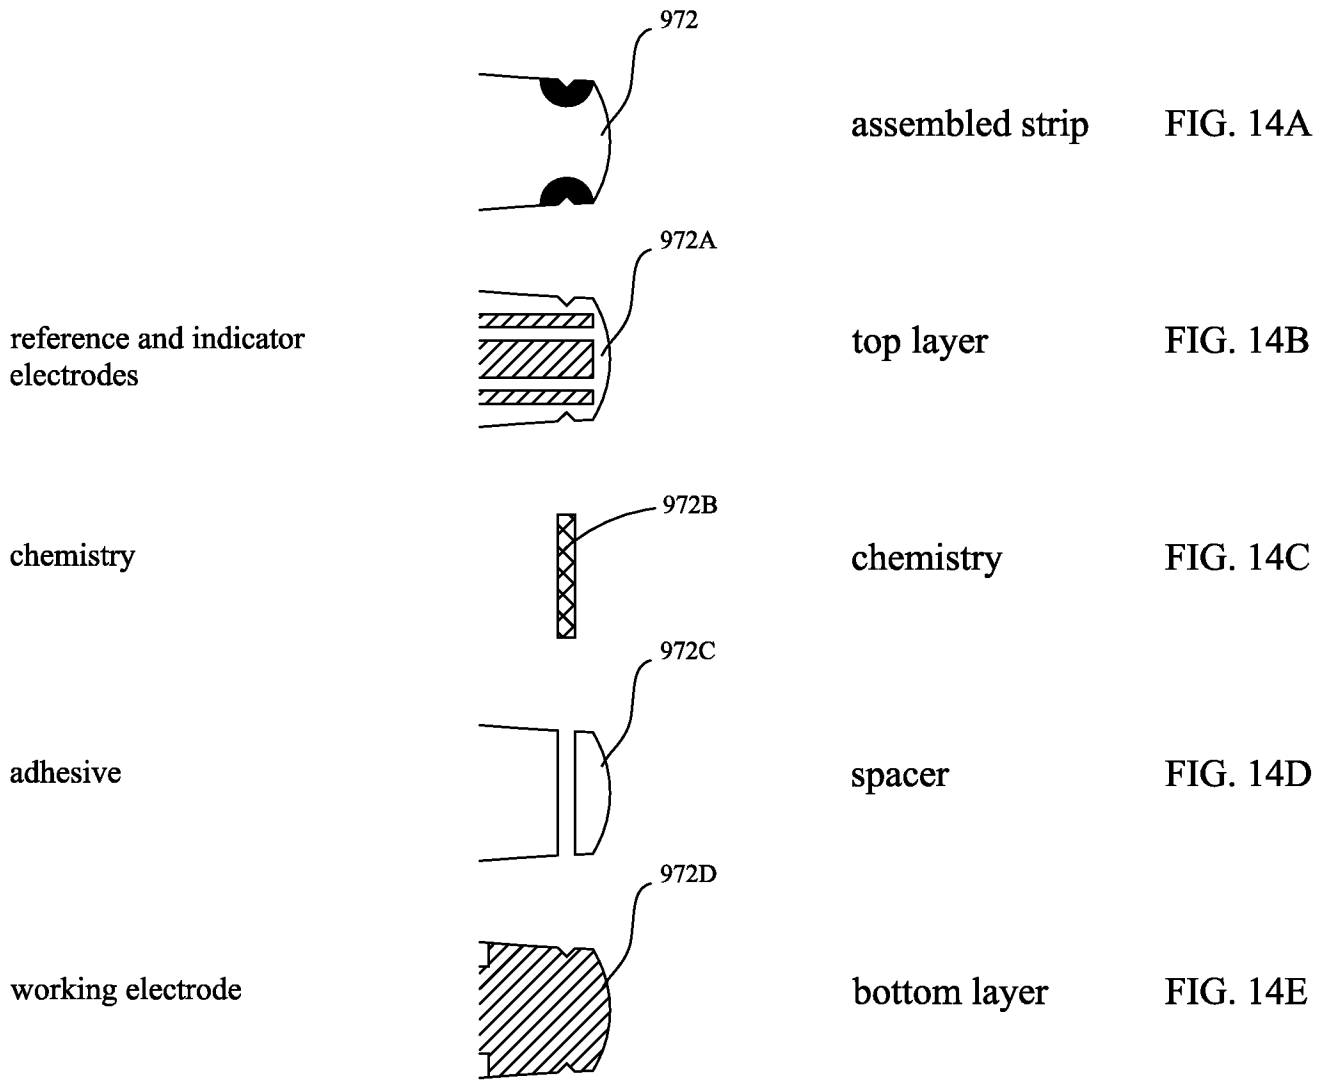 972
assembled strip FIG. 14A
972A
reference and indicator
electrodes
top layer FIG. 14B
972B
chemistry chemistry FIG. 14C
972C
adhesive spacer FIG. 14D
972D
working electrode bottom layer FIG. 14E